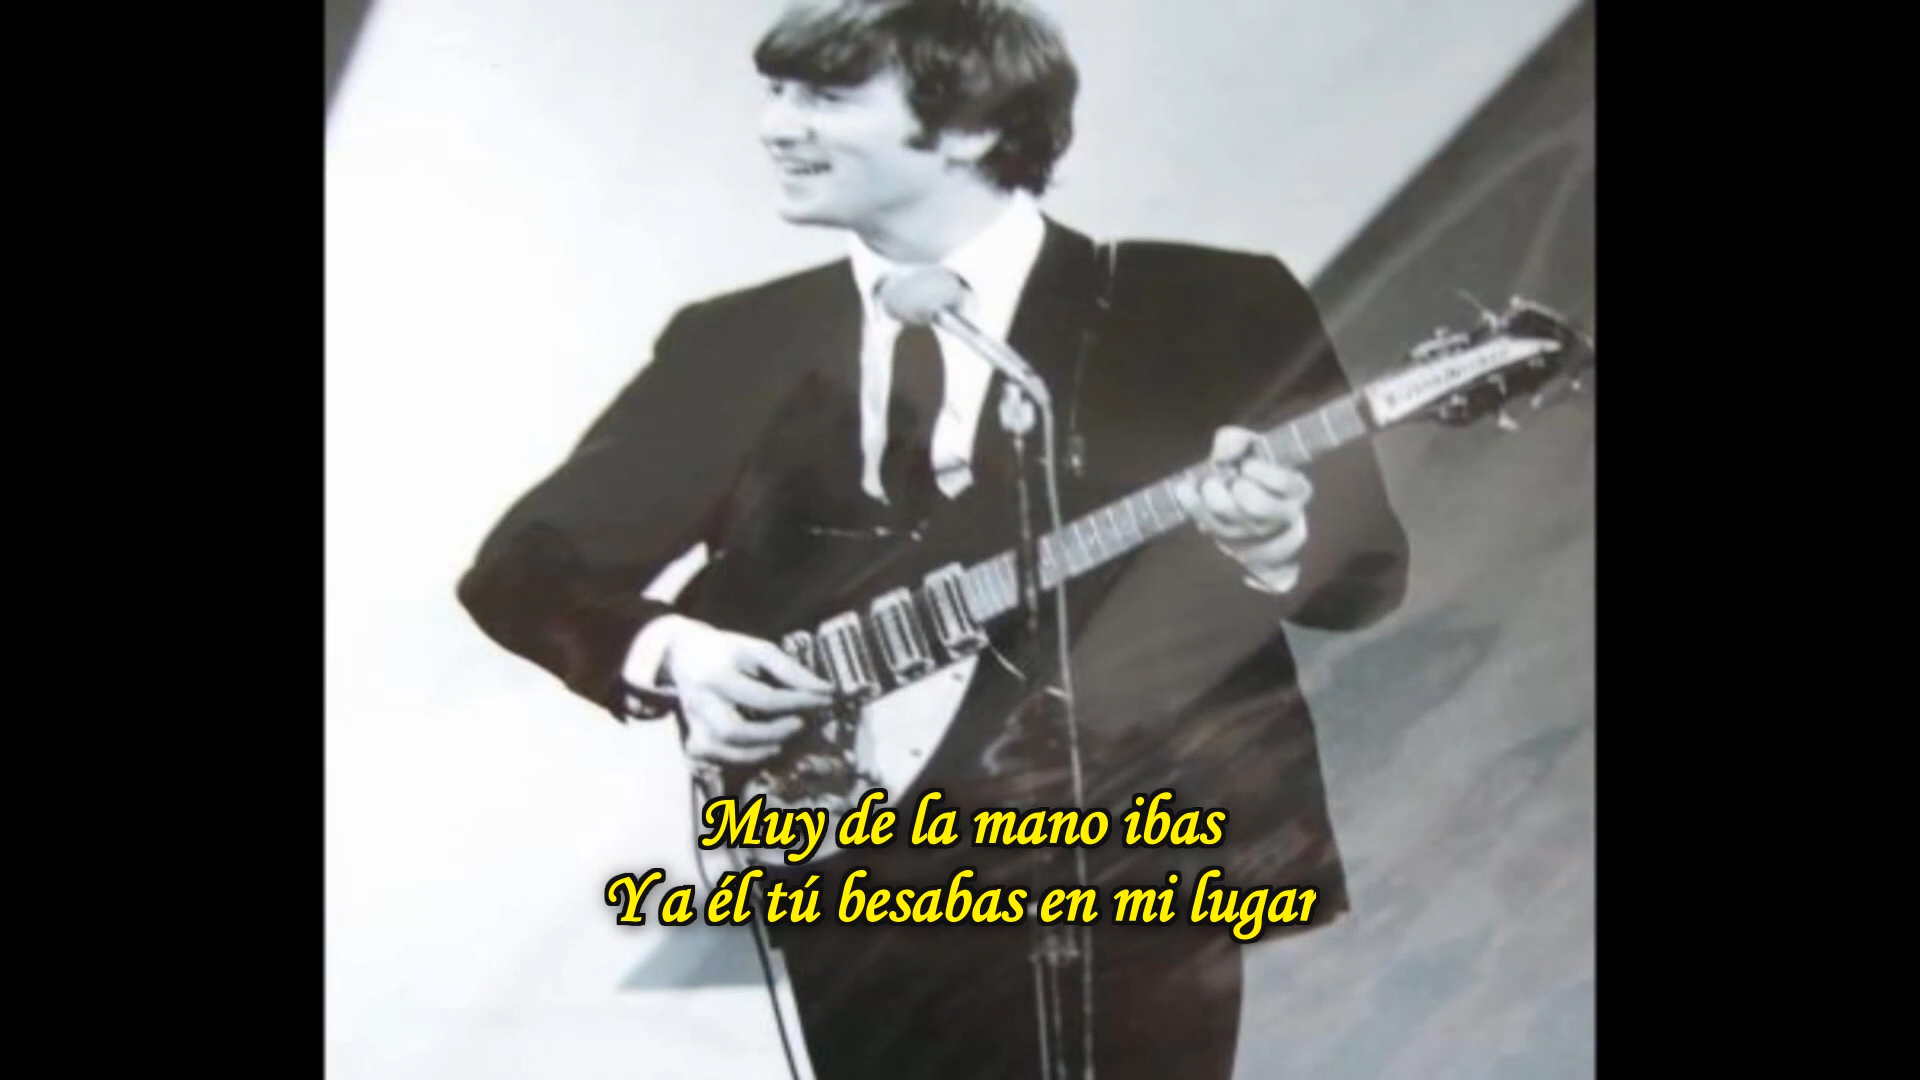 Muy de la mano ibas
Y a él tú besabas en mi lugar